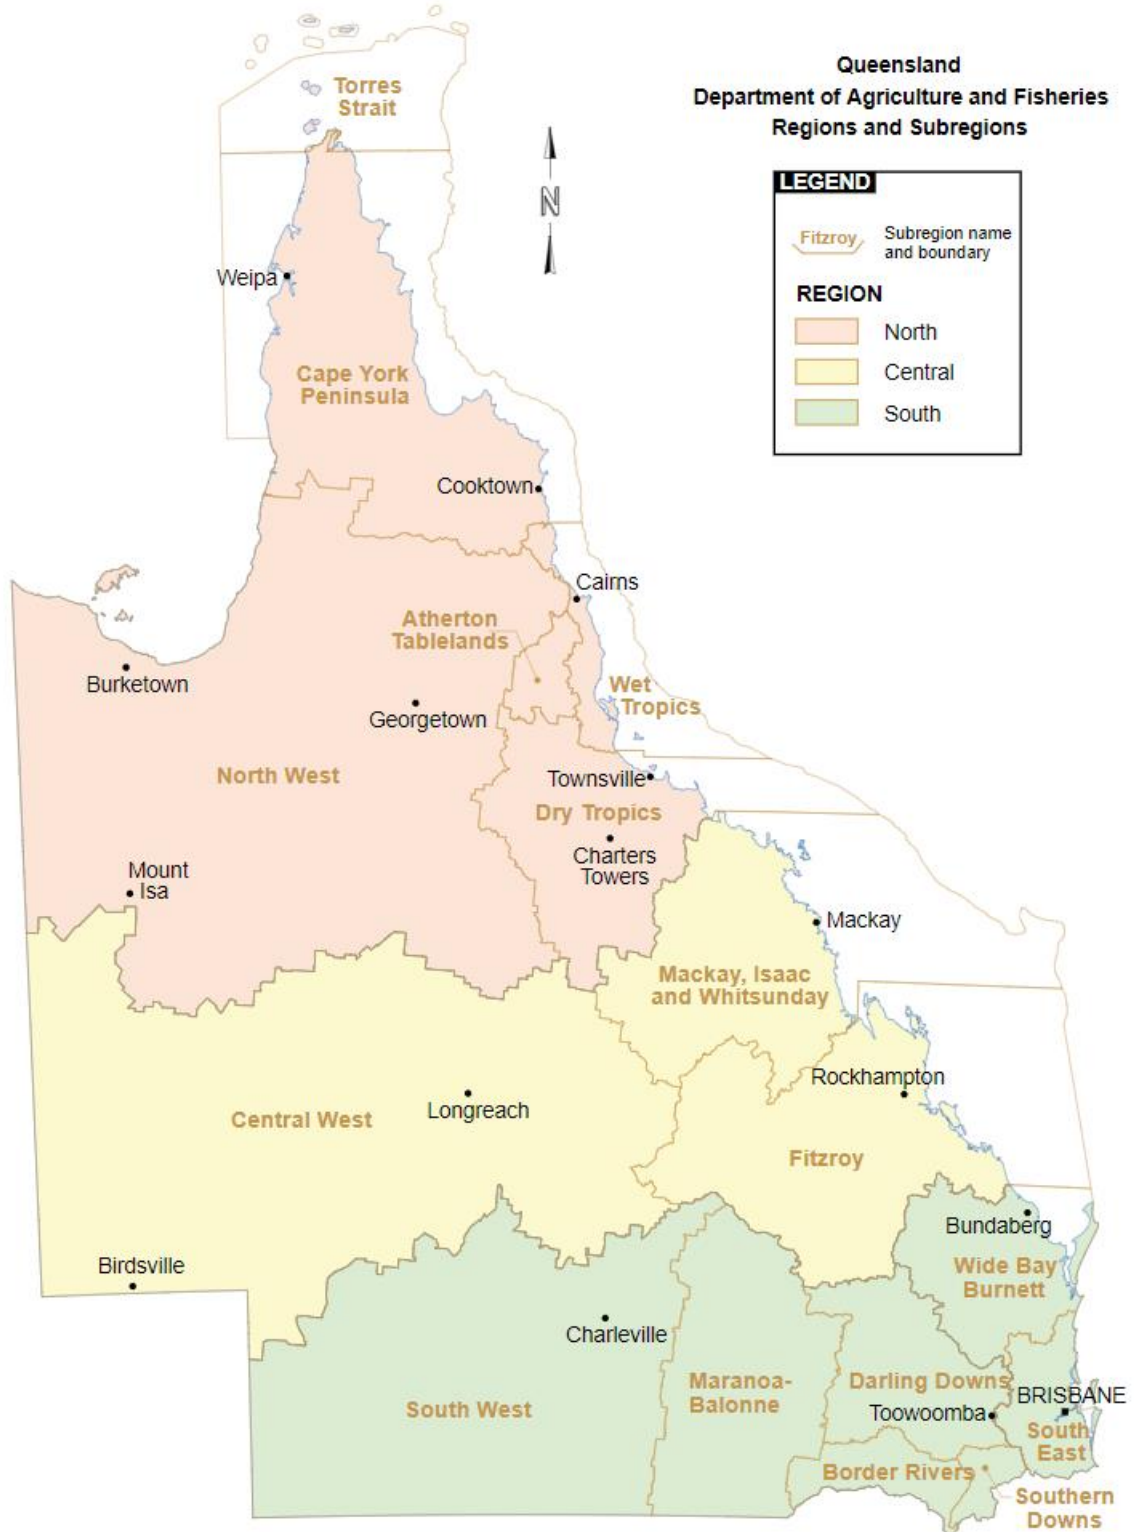 Queensland
Department of Agriculture and Fisheries
Regions and Subregions
LEGEND
Fitzroy
Subregion name
and boundary
REGION
North
Central
South
Torres
Strait
N
Weipa
Cape York
Peninsula
Cooktown
Cairns
Atherton
Tablelands
Burketown
Georgetown
Wet
Tropics
North West
Townsville
Dry Tropics
Charters
Towers
Mount
Isa
Mackay
Mackay, Isaac
and Whitsunday
Rockhampton
Longreach
Central West
Fitzroy
Bundaberg
Birdsville
Wide Bay
Burnett
Charleville
Maranoa-
Balonne
Darling Downs
BRISBANE
South West
Toowoomba
South
East
Border Rivers
Southern
Downs